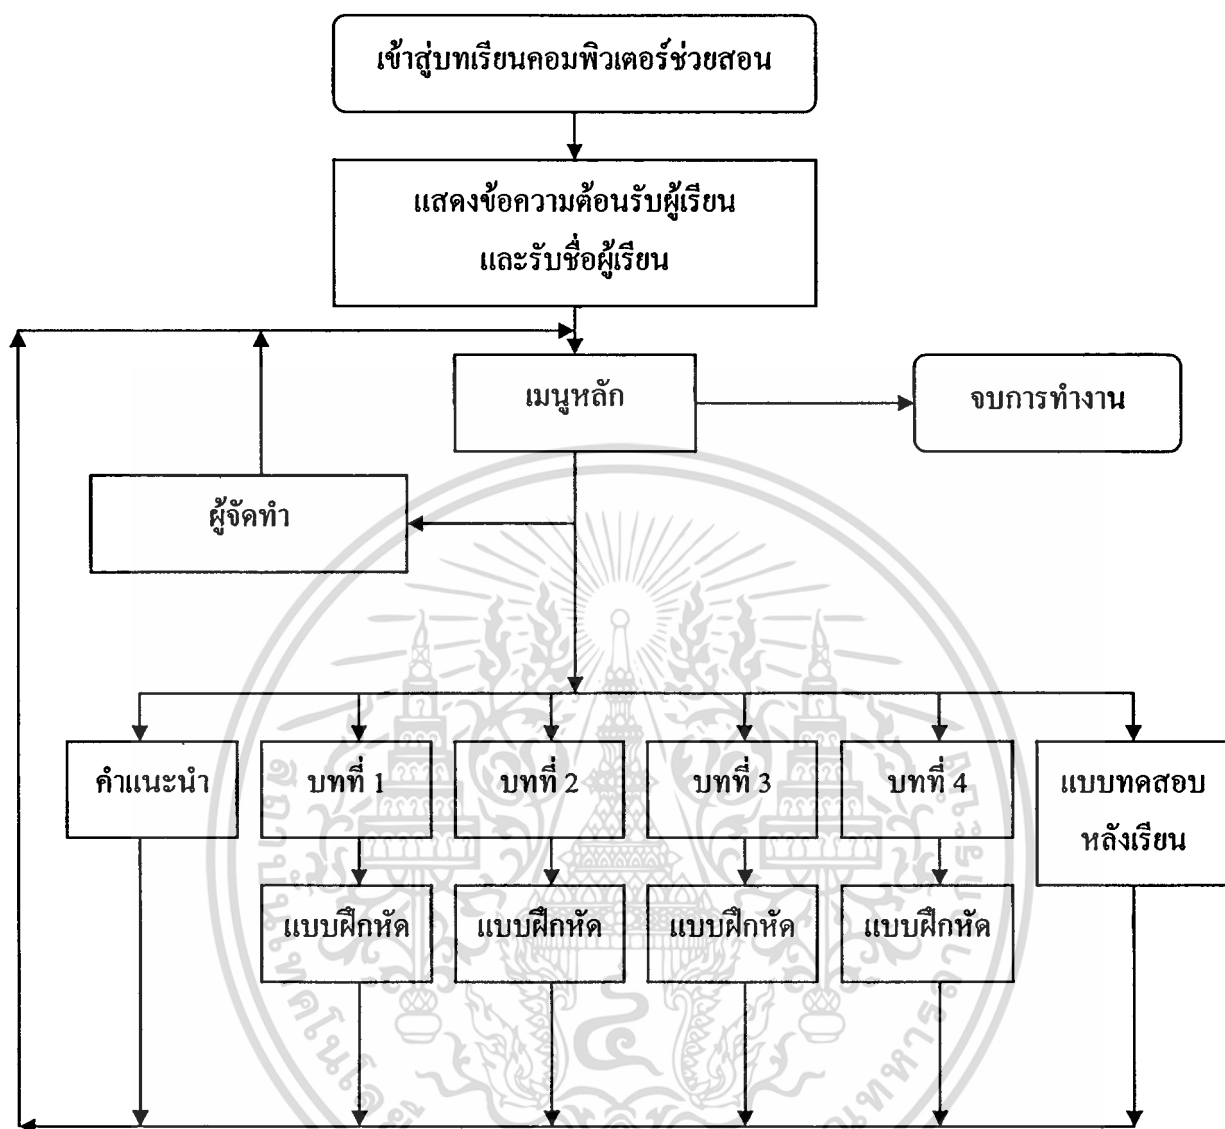 เข้าสู่บทเรียนคอมพิวเตอร์ช่วยสอน
แสดงข้อความต้อนรับผู้เรียน
และรับชื่อผู้เรียน
เมนูหลัก
จบการทำงาน
ผู้จัดทำ
คำแนะนำ
บทที่ 1
บทที่ 2
บทที่ 3
บทที่ 4
แบบทดสอบ
หลังเรียน
แบบฝึกหัด
แบบฝึกหัด
แบบฝึกหัด
แบบฝึกหัด